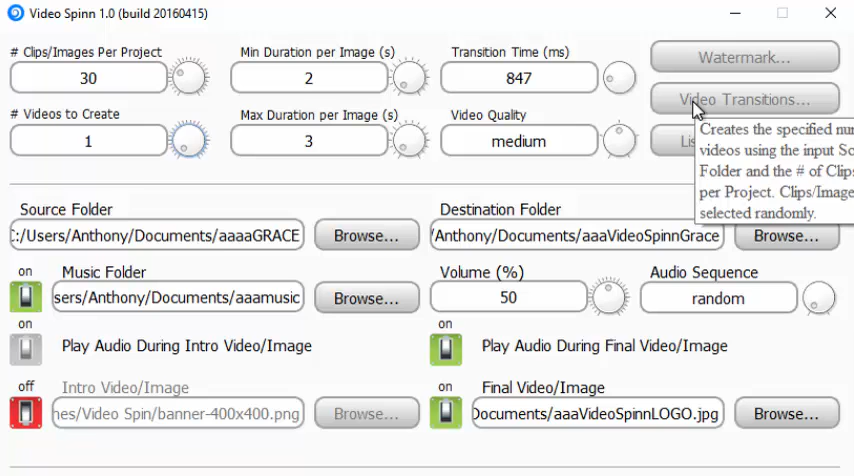 Video Spinn 1.0 (build 20160415)
# Clips/Images Per Project
Min Duration per Image (s)
Transition Time (ms)
Watermark...
30
2
847
Video Transitions...
# Videos to Create
Max Duration per Image (s)
Video Quality
1
3
medium
Li
Creates the specified nu
videos using the input So
Folder and the # of Clips
per Project. Clips/Image
selected randomly.
Source Folder
Destination Folder
C:/Users/Anthony/Documents/aaaaGRACE
Browse...
/Anthony/Documents/aaaVideoSpinnGrace
Browse...
on
Music Folder
Volume (%)
Audio Sequence
sers/Anthony/Documents/aaamusic
Browse...
50
random
on
Play Audio During Intro Video/Image
on
Play Audio During Final Video/Image
off
Intro Video/Image
on
Final Video/Image
nes/Video Spin/banner-400x400.png
Browse...
Documents/aaaVideoSpinnLOGO.jpg
Browse...